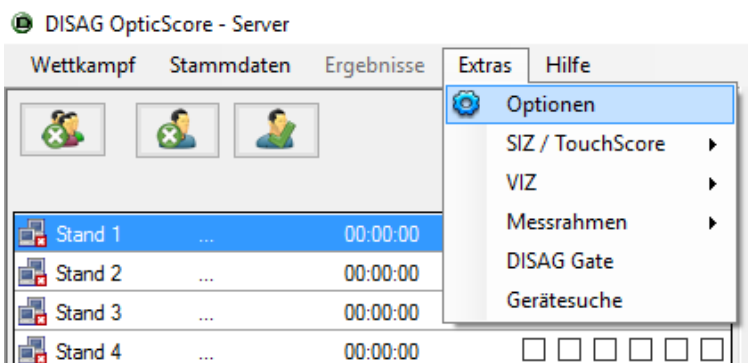 DISAG OpticScore - Server
Wettkampf Stammdaten Ergebnisse Extras Hilfe
Optionen
SIZ / TouchScore
VIZ
Messrahmen
DISAG Gate
Gerätesuche
Stand 1 ... 00:00:00
Stand 2 ... 00:00:00
Stand 3 ... 00:00:00
Stand 4 ... 00:00:00